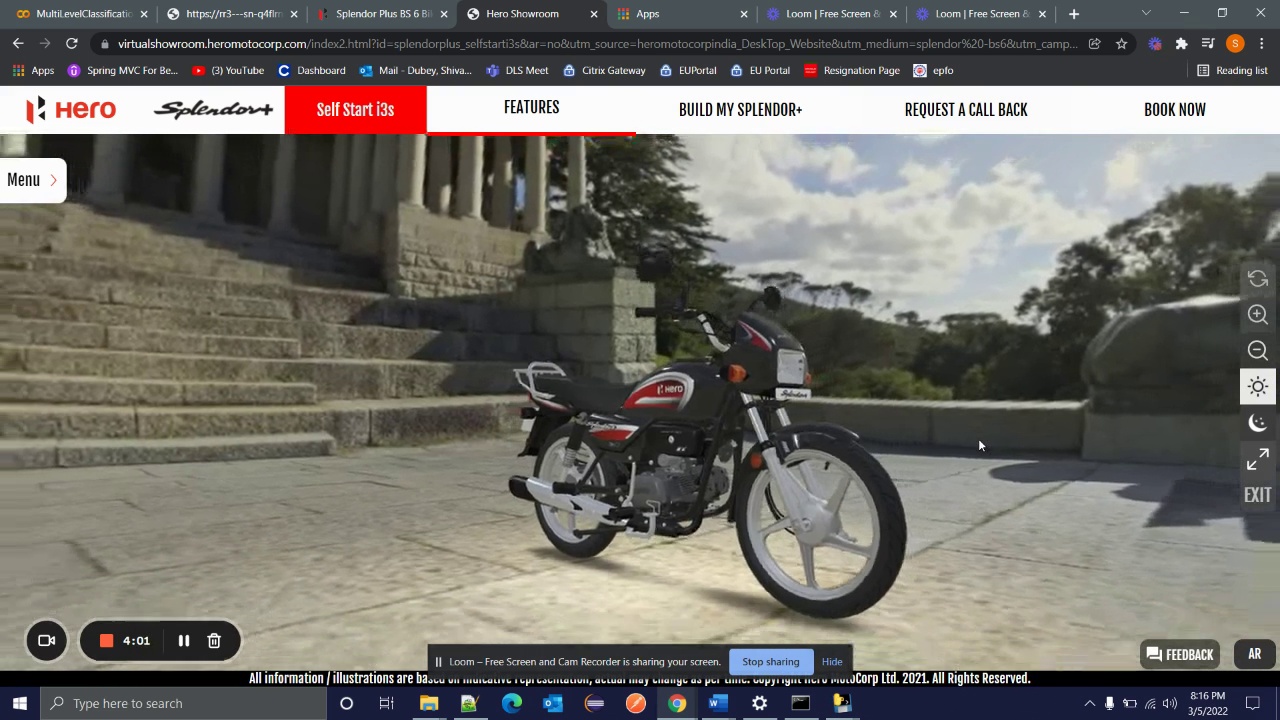 MultiLevelClassificatio
https://rr3---sn-q4flrn
Splendor Plus BS 6 Bi
Hero Showroom
Apps
Loom | Free Screen &
Loom | Free Screen &
virtualshowroom.heromotocorp.com/index2.html?id=splendorplus_selfstarti3s&at=no&utm_source=heromotocorpindia_DeskTop_Website&utm_medium=splendor%20-bs6&utm_camp...
S
Apps
Spring MVC For Be...
(3) YouTube
Dashboard
Mail - Dubey, Shiva...
DLS Meet
Citrix Gateway
EUPortal
EU Portal
Resignation Page
epfo
Reading list
Hero
Splendor+
Self Start i3s
FEATURES
BUILD MY SPLENDOR+
REQUEST A CALL BACK
BOOK NOW
Menu
Hero
Splendor
EXIT
4:01
Loom – Free Screen and Cam Recorder is sharing your screen.
Stop sharing
Hide
FEEDBACK
AR
All information / illustrations are based on indicative representation, actual may change as per time. Copyright Hero MotoCorp Ltd. 2021. All Rights Reserved.
Type here to search
8:16 PM
3/5/2022